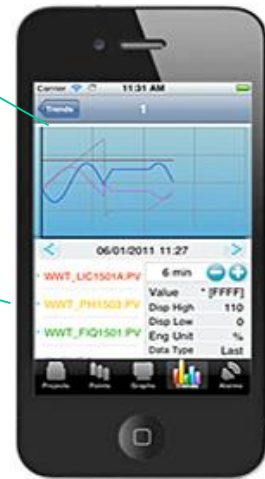 Carrier 11:31 AM
Trends 1
06/01/2011 11:27
WWT_LIC1501A.PV
WWT_PH1503.PV
WWT_FIQ1501.PV
6 min
Value * [FFFF]
Disp High 110
Disp Low 0
Eng Unit %
Data Type Last
Projects Points Graphs Trends Alarms